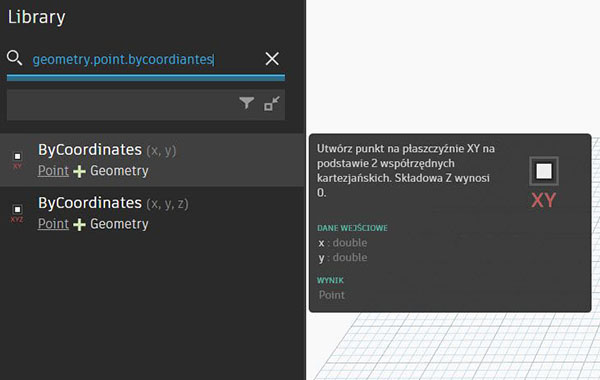 Library
geometry.point.bycoordiantes
ByCoordinates (x, y)
XY
Point + Geometry
ByCoordinates (x, y, z)
XYZ
Point + Geometry
Utwórz punkt na płaszczyźnie XY na
podstawie 2 współrzędnych
kartezjańskich. Składowa Z wynosi
0.
XY
DANE WEJŚCIOWE
x : double
y : double
WYNIK
Point